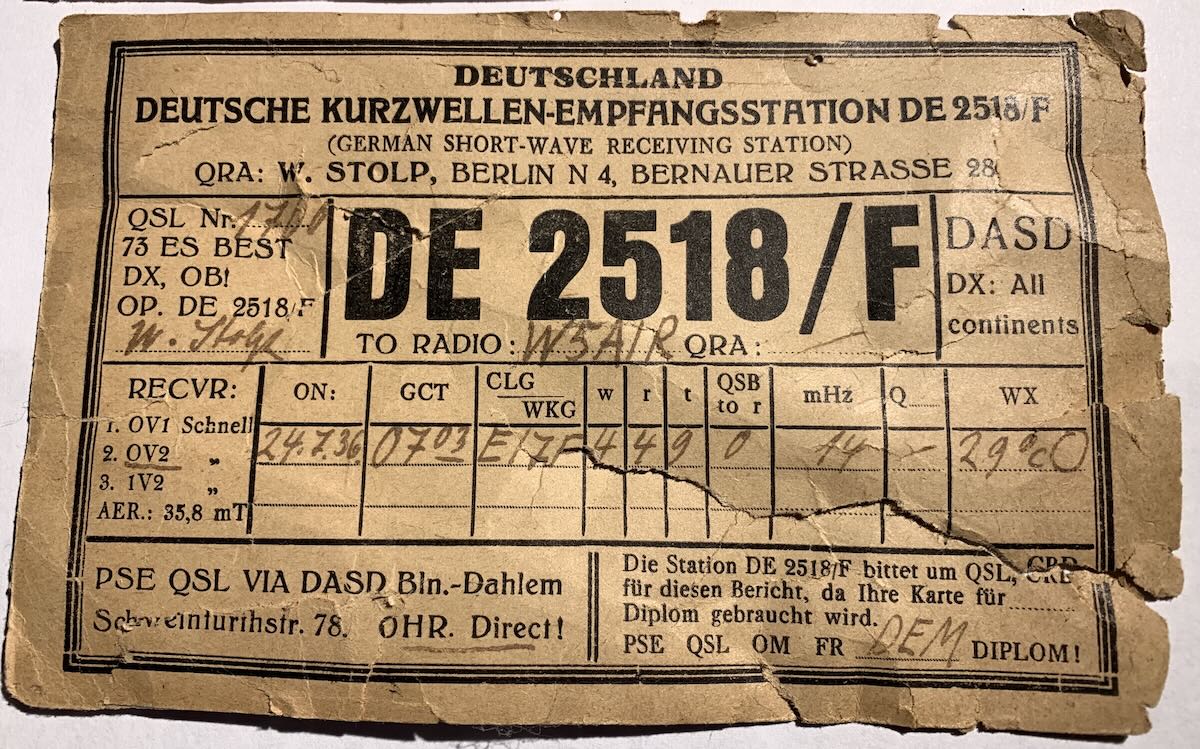 DEUTSCHLAND
DEUTSCHE KURZWELLEN-EMPFANGSSTATION DE 2518/F
(GERMAN SHORT-WAVE RECEIVING STATION)
QRA: W. STOLP, BERLIN N 4, BERNAUER STRASSE 28
QSL Nr. 1700
73 ES BEST
DX, OB!
OP. DE 2518/F
W. Stolp
DE 2518/F
TO RADIO: W5AIR QRA:
DASD
DX: All
continents
RECVR: ON: GCT CLG WKG w r t QSB to r mHz Q WX
1. OV1 Schnell
2. OV2 „ 24.7.36 0703 E17F 4 4 9 0 14 - 29°C
3. 1V2 „
AER.: 35,8 mT
PSE QSL VIA DASD Bln.-Dahlem
Schweinfurthstr. 78. OHR. Direct!
Die Station DE 2518/F bittet um QSL, CRD
für diesen Bericht, da Ihre Karte für
Diplom gebraucht wird.
PSE QSL OM FR DEM DIPLOM!